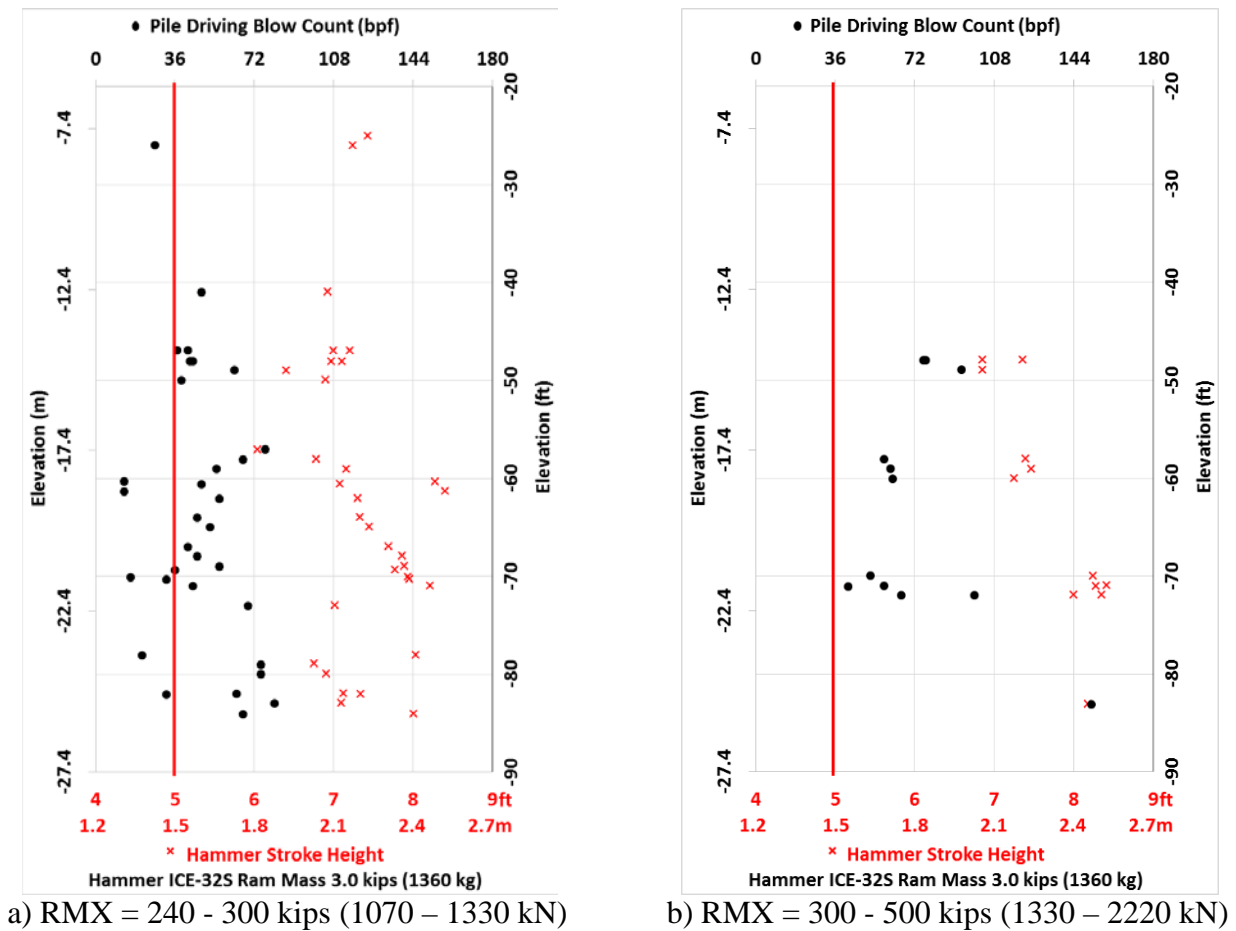 ● Pile Driving Blow Count (bpf)
0 36 72 108 144 180
-7.4
-12.4
-17.4
-22.4
-27.4
Elevation (m)
-20
-30
-40
-50
-60
-70
-80
-90
Elevation (ft)
4 5 6 7 8 9ft
1.2 1.5 1.8 2.1 2.4 2.7m
× Hammer Stroke Height
Hammer ICE-32S Ram Mass 3.0 kips (1360 kg)
a) RMX = 240 - 300 kips (1070 – 1330 kN)
● Pile Driving Blow Count (bpf)
0 36 72 108 144 180
-7.4
-12.4
-17.4
-22.4
-27.4
Elevation (m)
-20
-30
-40
-50
-60
-70
-80
-90
Elevation (ft)
4 5 6 7 8 9ft
1.2 1.5 1.8 2.1 2.4 2.7m
× Hammer Stroke Height
Hammer ICE-32S Ram Mass 3.0 kips (1360 kg)
b) RMX = 300 - 500 kips (1330 – 2220 kN)